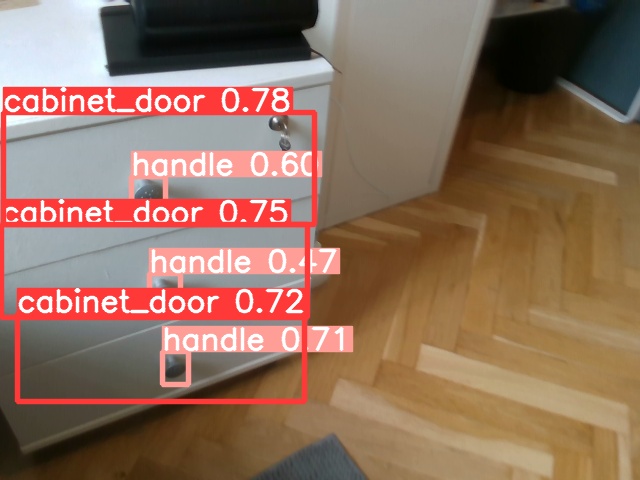 cabinet_door 0.78
handle 0.60
cabinet_door 0.75
handle 0.47
cabinet_door 0.72
handle 0.71